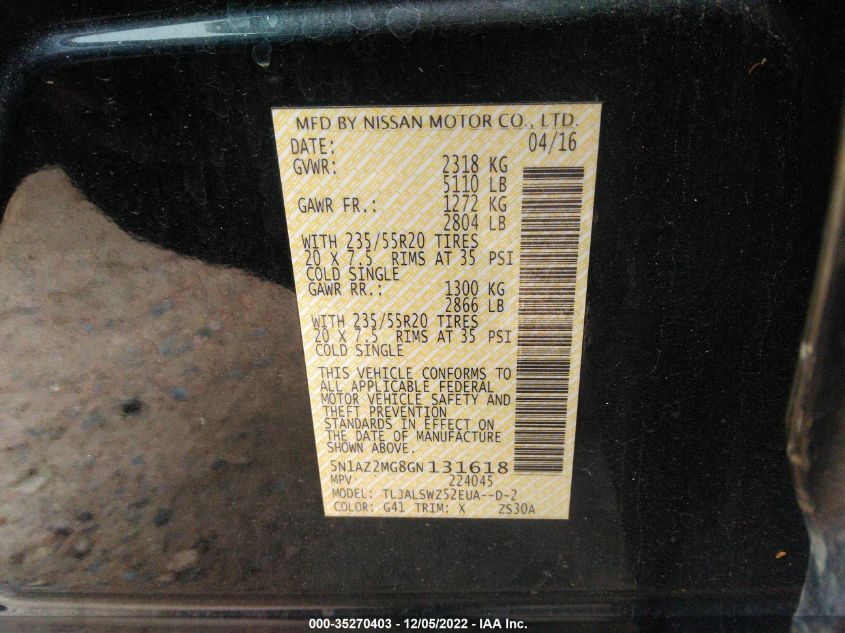 MFD BY NISSAN MOTOR CO., LTD.
DATE: 04/16
GVWR: 2318 KG
5110 LB
GAWR FR.: 1272 KG
2804 LB
WITH 235/55R20 TIRES
20 X 7.5 RIMS AT 35 PSI
COLD SINGLE
GAWR RR.: 1300 KG
2866 LB
WITH 235/55R20 TIRES
20 X 7.5 RIMS AT 35 PSI
COLD SINGLE
THIS VEHICLE CONFORMS TO
ALL APPLICABLE FEDERAL
MOTOR VEHICLE SAFETY AND
THEFT PREVENTION
STANDARDS IN EFFECT ON
THE DATE OF MANUFACTURE
SHOWN ABOVE.
5N1AZ2MG8GN131618
MPV 224045
MODEL: TLJALSWZ52EUA--D-2
COLOR: G41 TRIM: X ZS30A
000-35270403 - 12/05/2022 - IAA Inc.